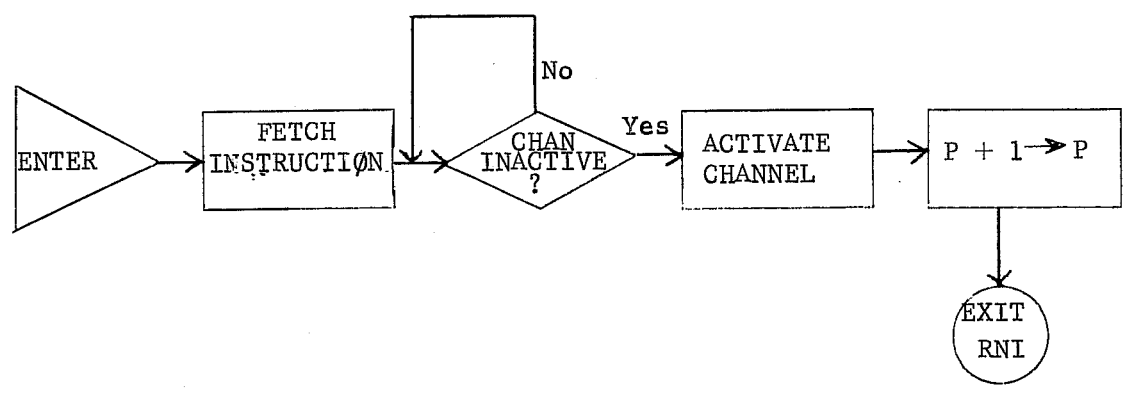 No
Yes
ENTER
FETCH
INSTRUCTIØN
CHAN
INACTIVE
?
ACTIVATE
CHANNEL
P + 1 → P
EXIT
RNI